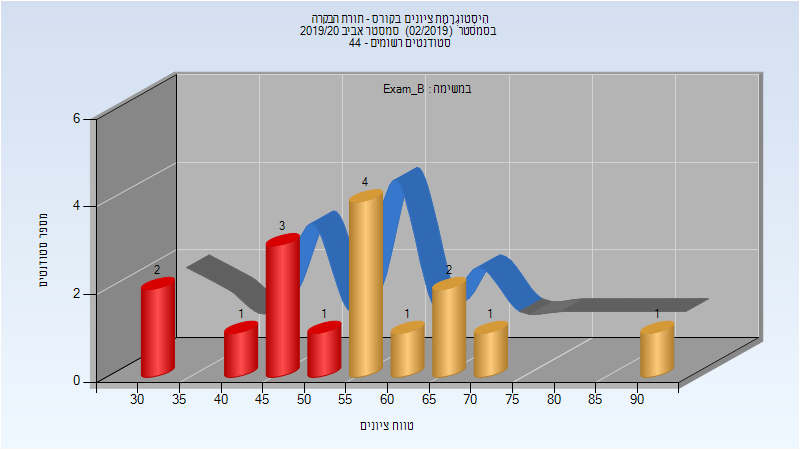 היסטוגרמת ציונים בקורס - תורת הבקרה
בסמסטר (02/2019) סמסטר אביב 2019/20
סטודנטים רשומים - 44
במשימה : Exam_B
מספר סטודנטים
6
4
2
0
2
1
3
1
4
1
2
1
1
30 35 40 45 50 55 60 65 70 75 80 85 90
טווח ציונים